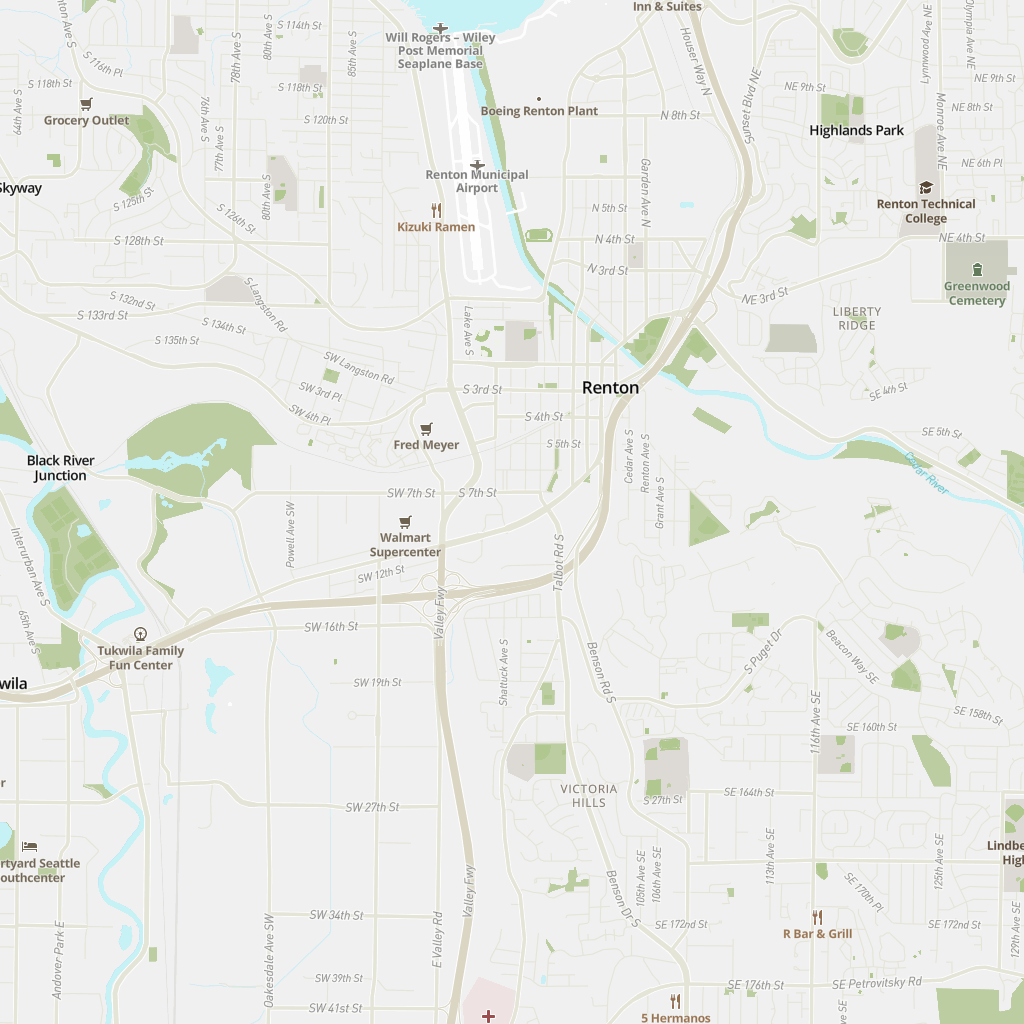 Inn & Suites
S 114th St
80th Ave S
78th Ave S
85th Ave S
Will Rogers – Wiley
Post Memorial
Seaplane Base
Houser Way N
Sunset Blvd NE
Lynnwood Ave NE
Olympia Ave NE
S 116th Pl
S 118th St
S 118th St
NE 9th St
NE 9th St
64th Ave S
Grocery Outlet
76th Ave S
77th Ave S
S 120th St
Boeing Renton Plant
N 8th St
NE 8th St
Monroe Ave NE
Highlands Park
Skyway
S 125th St
80th Ave S
Renton Municipal
Airport
Garden Ave N
NE 6th Pl
Renton Technical
College
S 126th St
Kizuki Ramen
N 5th St
S 128th St
N 4th St
NE 4th St
N 3rd St
NE 3rd St
Greenwood
Cemetery
S 132nd St
S Langston Rd
S 133rd St
S 134th St
S 135th St
Lake Ave S
LIBERTY
RIDGE
SW Langston Rd
SW 3rd Pl
SW 4th Pl
S 3rd St
Renton
SE 4th St
S 4th St
S 5th St
SE 5th St
Fred Meyer
Cedar Ave S
Renton Ave S
Grant Ave S
Cedar River
Black River
Junction
SW 7th St
S 7th St
Powell Ave SW
Walmart
Supercenter
Talbot Rd S
Interurban Ave S
SW 12th St
65th Ave S
Valley Fwy
SW 16th St
Tukwila Family
Fun Center
Shattuck Ave S
Benson Rd S
S Puget Dr
Beacon Way SE
wila
SW 19th St
116th Ave SE
SE 158th St
SE 160th St
r
VICTORIA
HILLS
S 27th St
SE 164th St
SW 27th St
rtyard Seattle
outhcenter
Lindbe
High
Valley Fwy
105th Ave SE
106th Ave SE
113th Ave SE
125th Ave SE
SE 170th Pl
Andover Park E
Oakesdale Ave SW
SW 34th St
E Valley Rd
Benson Dr S
SE 172nd St
R Bar & Grill
SE 172nd St
129th Ave SE
SW 39th St
SW 41st St
SE 176th St
SE Petrovitsky Rd
5 Hermanos